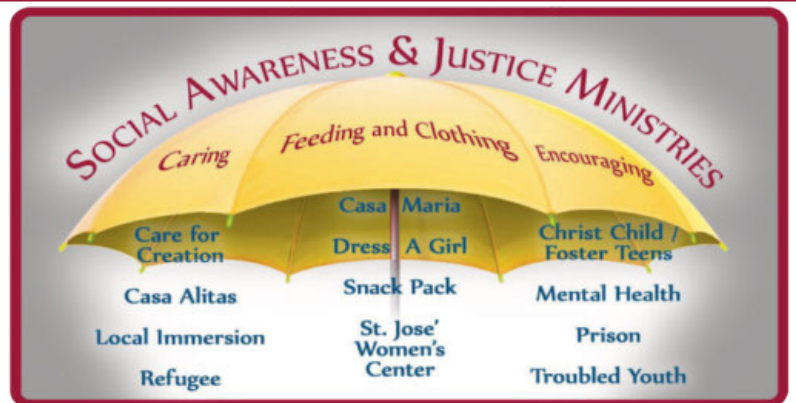 SOCIAL AWARENESS & JUSTICE MINISTRIES
Caring
Feeding and Clothing
Encouraging
Care for
Creation
Casa Alitas
Local Immersion
Refugee
Casa Maria
Dress A Girl
Snack Pack
St. Jose'
Women's
Center
Christ Child /
Foster Teens
Mental Health
Prison
Troubled Youth